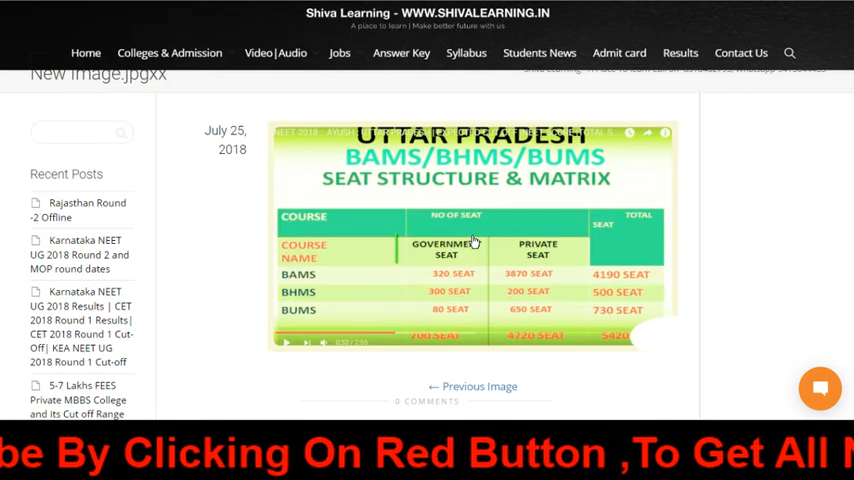 Shiva Learning - WWW.SHIVALEARNING.IN
A place to learn | Make better future with us
Home Colleges & Admission Video|Audio Jobs Answer Key Syllabus Students News Admit card Results Contact Us
New Image.jpgxx
July 25,
2018
Recent Posts
Rajasthan Round
-2 Offline
Karnataka NEET
UG 2018 Round 2 and
MOP round dates
Karnataka NEET
UG 2018 Results | CET
2018 Round 1 Results|
CET 2018 Round 1 Cut-
Off| KEA NEET UG
2018 Round 1 Cut-off
5-7 Lakhs FEES
Private MBBS College
and its Cut off Range
UTTAR PRADESH
BAMS/BHMS/BUMS
SEAT STRUCTURE & MATRIX
COURSE NO OF SEAT TOTAL
SEAT
COURSE
NAME GOVERNMENT
SEAT PRIVATE
SEAT
BAMS 320 SEAT 3870 SEAT 4190 SEAT
BHMS 300 SEAT 200 SEAT 500 SEAT
BUMS 80 SEAT 650 SEAT 730 SEAT
700 SEAT 4720 SEAT 5420
0:53 / 2:55
← Previous Image
0 COMMENTS
be By Clicking On Red Button ,To Get All